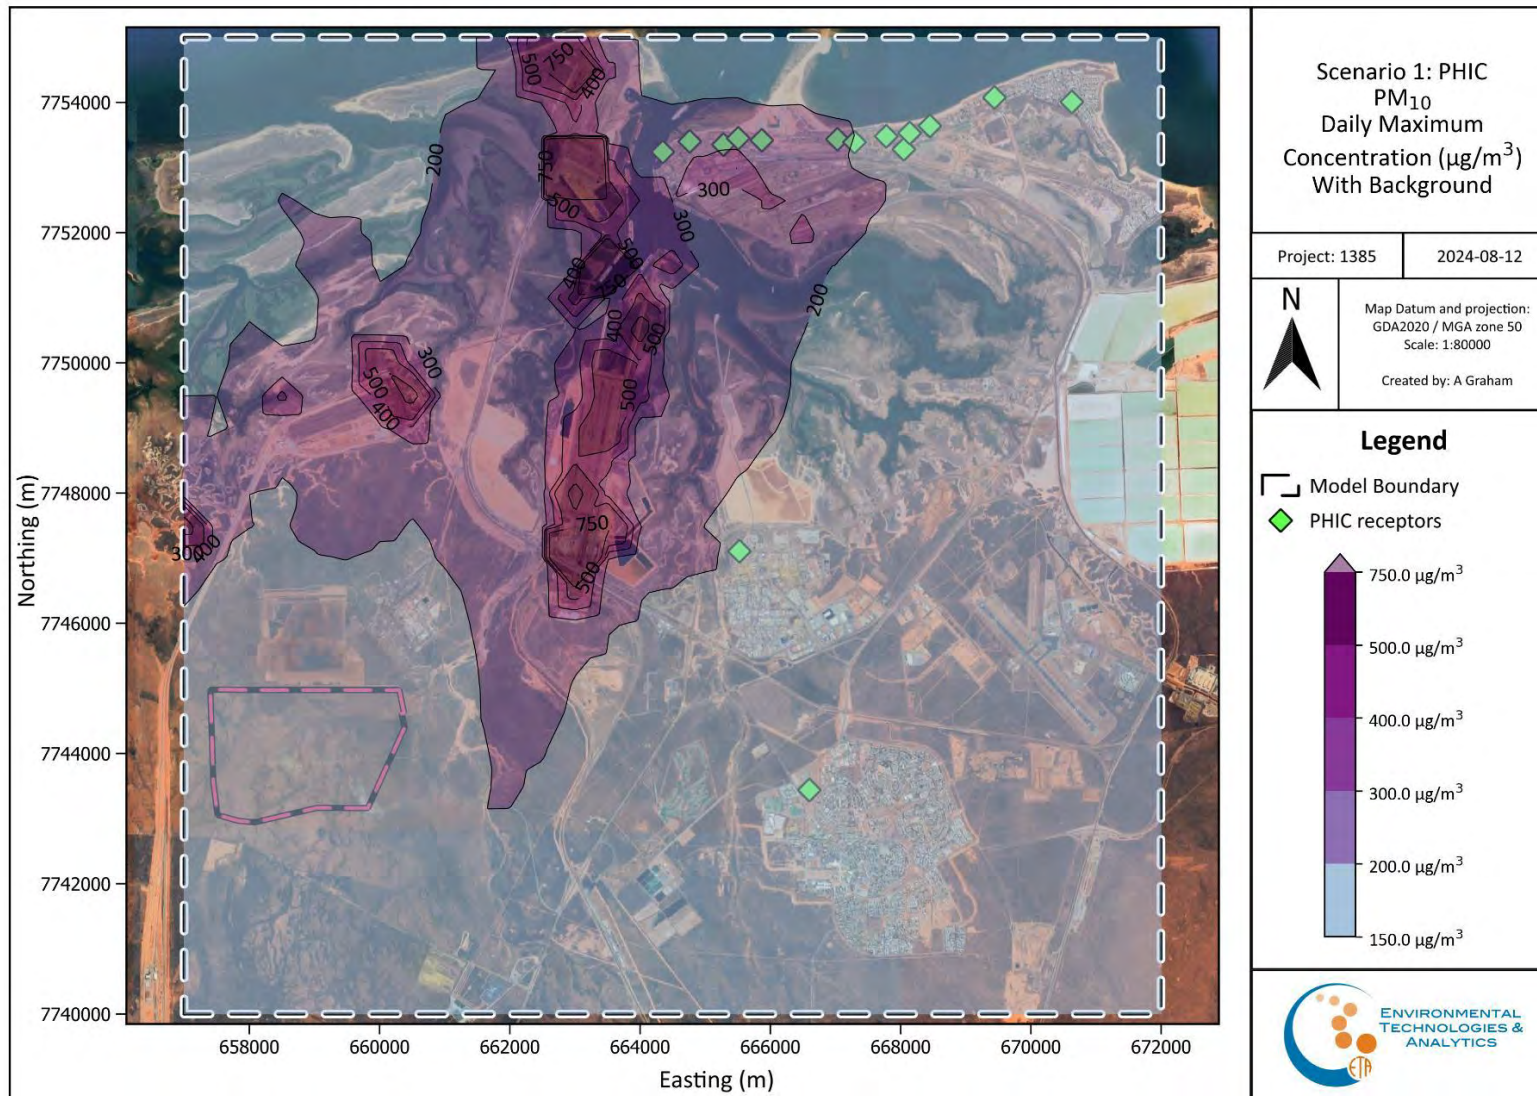 Scenario 1: PHIC
PM10
Daily Maximum
Concentration (µg/m³)
With Background
Project: 1385
2024-08-12
N
Map Datum and projection:
GDA2020 / MGA zone 50
Scale: 1:80000
Created by: A Graham
Legend
Model Boundary
PHIC receptors
750.0 µg/m³
500.0 µg/m³
400.0 µg/m³
300.0 µg/m³
200.0 µg/m³
150.0 µg/m³
ENVIRONMENTAL
TECHNOLOGIES &
ANALYTICS
ETA
Northing (m)
7754000
7752000
7750000
7748000
7746000
7744000
7742000
7740000
658000
660000
662000
664000
666000
668000
670000
672000
Easting (m)
500
750
400
200
750
500
300
300
500
400
750
200
400
500
300
500
400
500
300
400
750
500